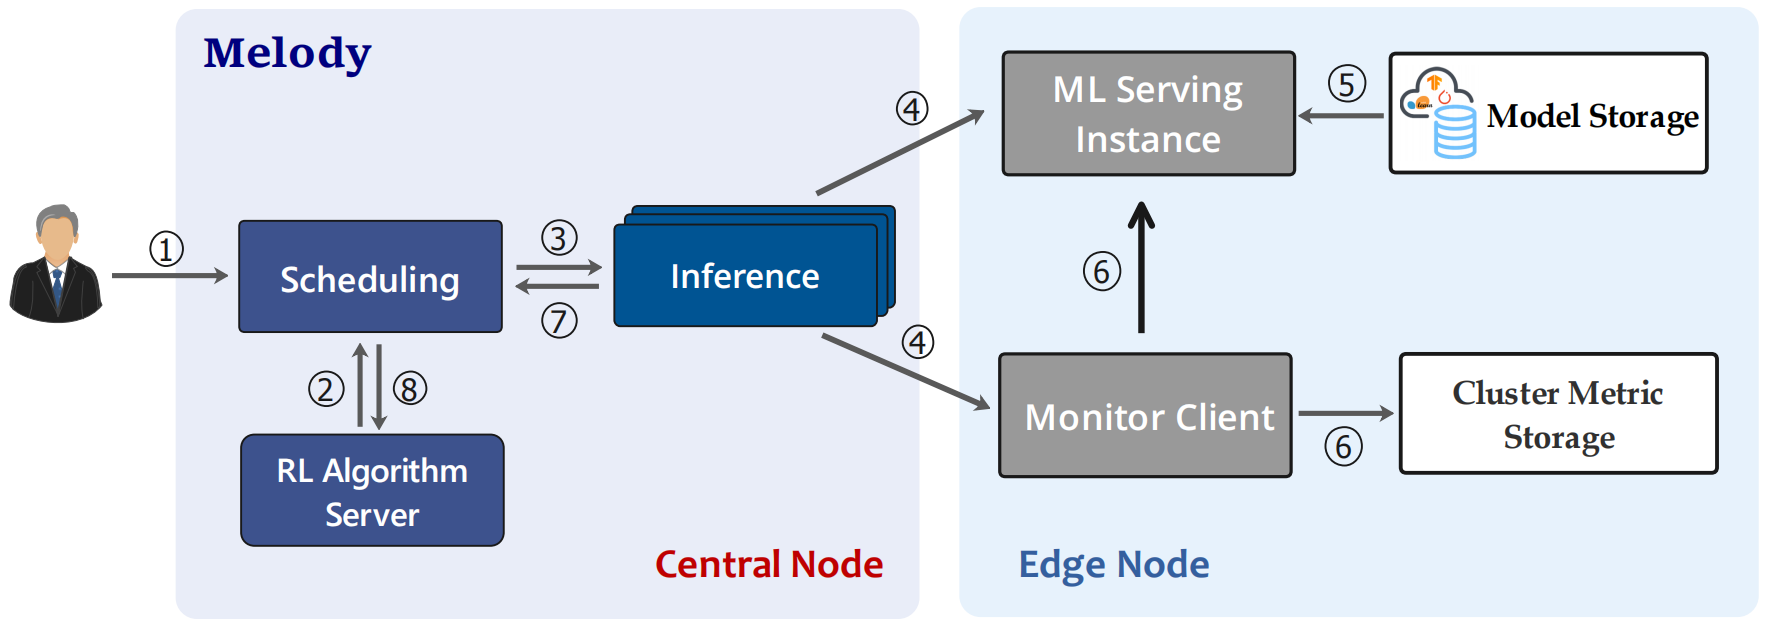 Melody
①
Scheduling
②
⑧
RL Algorithm
Server
③
⑦
Inference
④
④
Central Node
ML Serving
Instance
⑤
Model Storage
⑥
Monitor Client
⑥
Cluster Metric
Storage
Edge Node